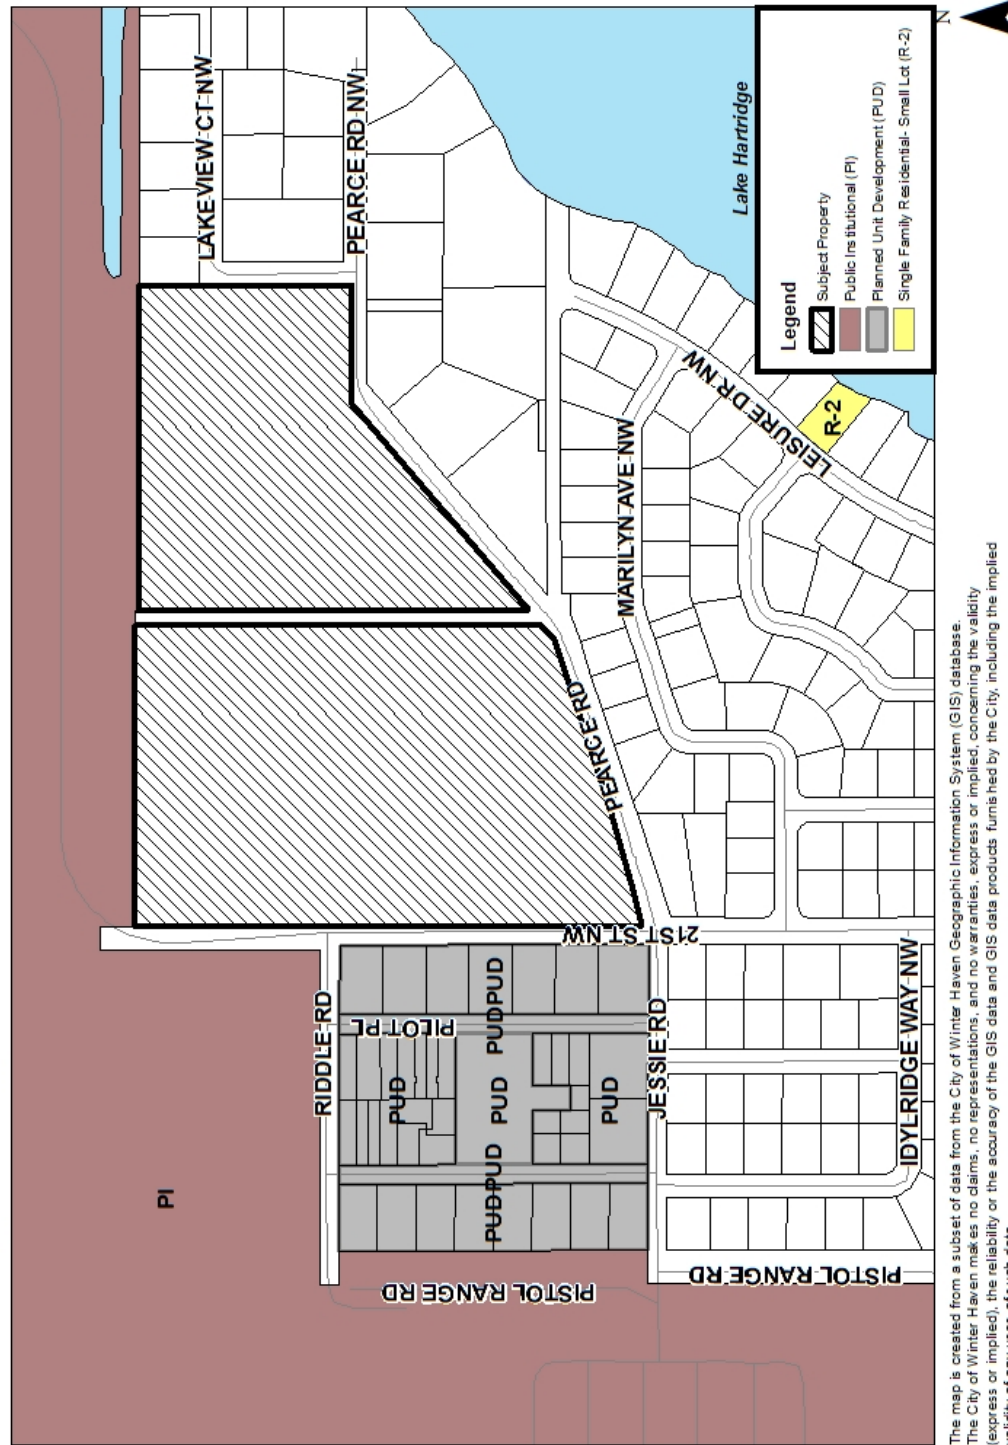 LAKE VIEW CT NW
PEARCE RD NW
Lake Hartridge
N
Legend
Subject Property
Public Institutional (PI)
Planned Unit Development (PUD)
Single Family Residential- Small Lot (R-2)
MARILYN AVE NW
LEISURE DR NW
R-2
PEARCE RD
21ST ST NW
RIDDLE RD
PILOT PL
PUD
PUDPUD
PUD
PUD
PUDPUD
JESSIE RD
IDYLRIDGE WAY NW
PI
PISTOL RANGE RD
PISTOL RANGE RD
The map is created from a subset of data from the City of Winter Haven Geographic Information System (GIS) database.
The City of Winter Haven makes no claims, no representations, and no warranties, express or implied, concerning the validity
(express or implied), the reliability or the accuracy of the GIS data and GIS data products furnished by the City, including the implied